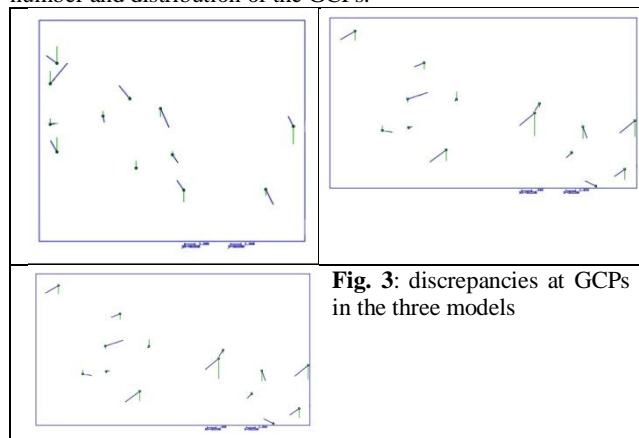 number and distribution of the GCPs.
Fig. 3: discrepancies at GCPs
in the three models